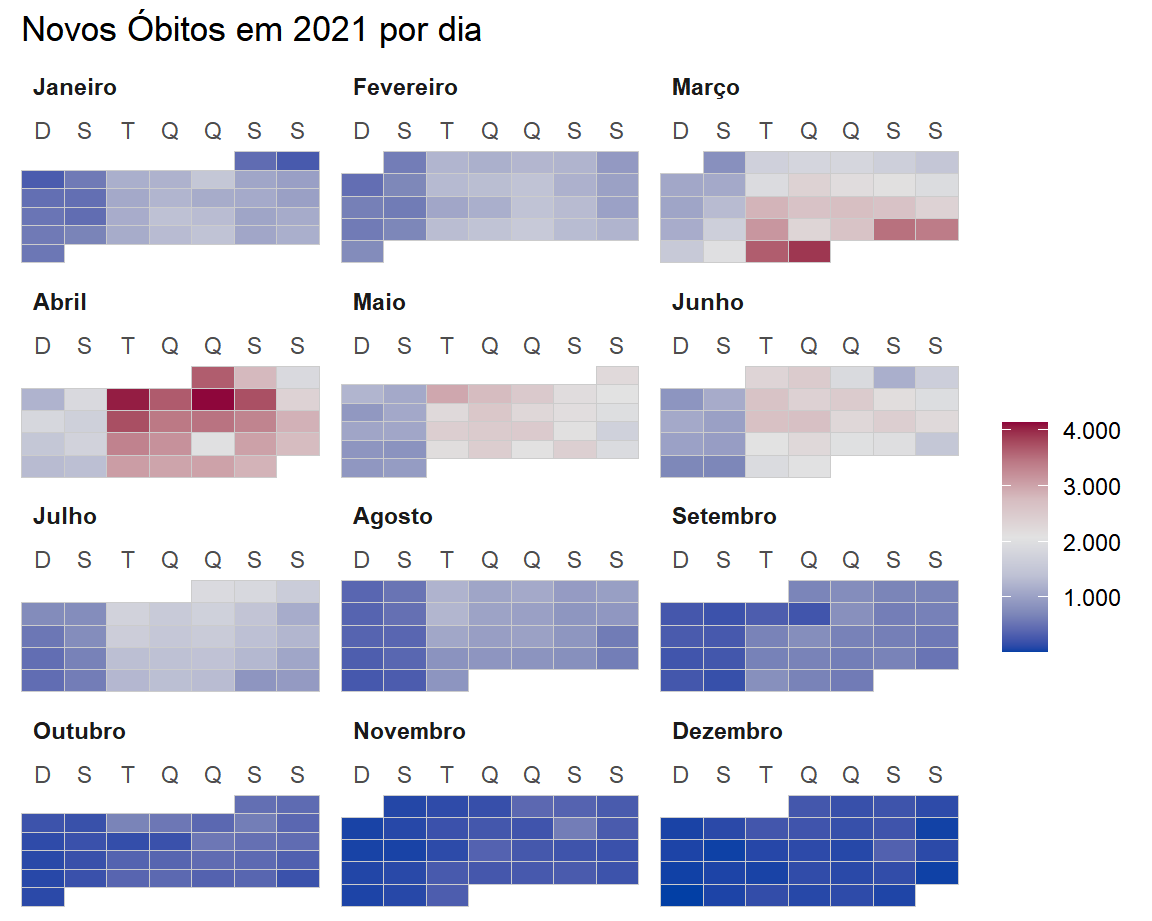 Novos Óbitos em 2021 por dia
Janeiro Fevereiro Março
D S T Q Q S S D S T Q Q S S D S T Q Q S S
Abril Maio Junho
D S T Q Q S S D S T Q Q S S D S T Q Q S S
Julho Agosto Setembro
D S T Q Q S S D S T Q Q S S D S T Q Q S S
Outubro Novembro Dezembro
D S T Q Q S S D S T Q Q S S D S T Q Q S S
4.000
3.000
2.000
1.000